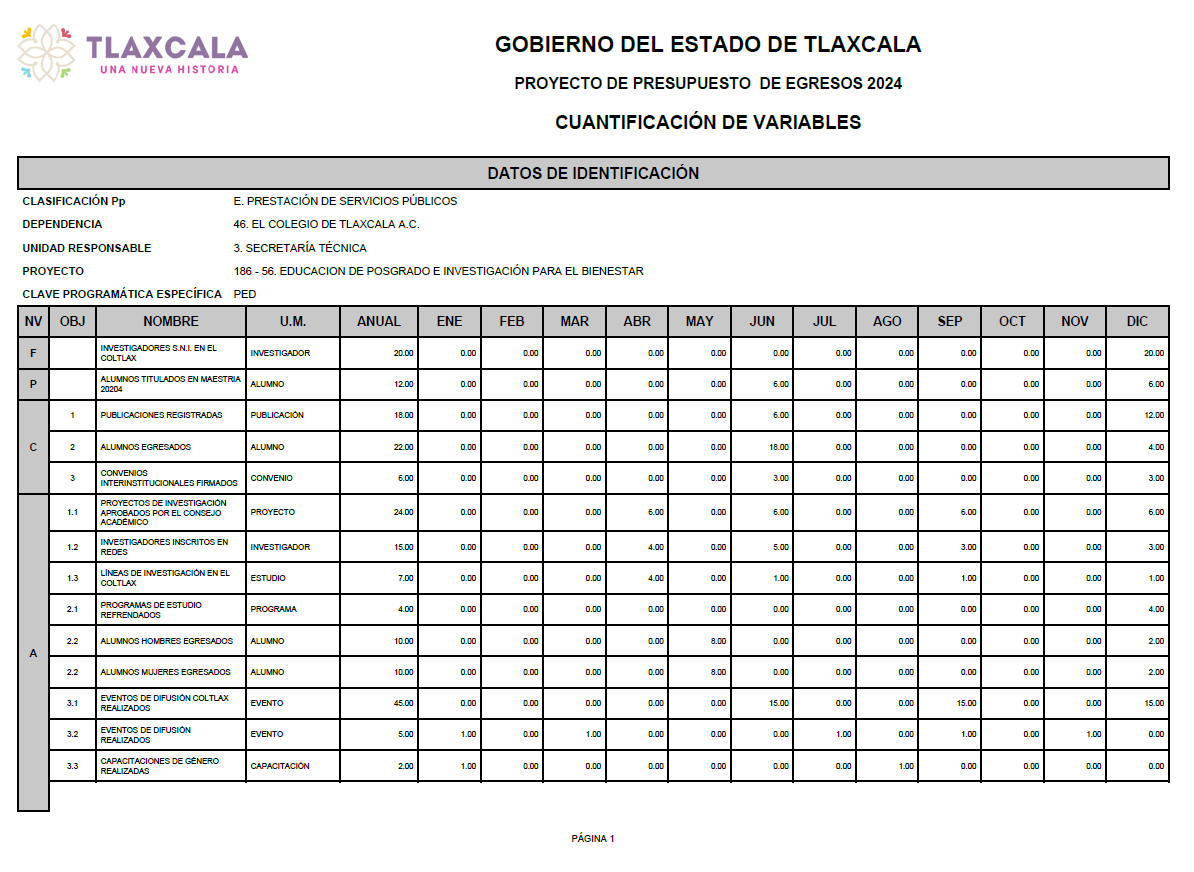 TLAXCALA
UNA NUEVA HISTORIA
GOBIERNO DEL ESTADO DE TLAXCALA
PROYECTO DE PRESUPUESTO DE EGRESOS 2024
CUANTIFICACIÓN DE VARIABLES
DATOS DE IDENTIFICACIÓN
CLASIFICACIÓN Pp E. PRESTACIÓN DE SERVICIOS PÚBLICOS
DEPENDENCIA 46. EL COLEGIO DE TLAXCALA A.C.
UNIDAD RESPONSABLE 3. SECRETARÍA TÉCNICA
PROYECTO 186 - 56. EDUCACION DE POSGRADO E INVESTIGACIÓN PARA EL BIENESTAR
CLAVE PROGRAMÁTICA ESPECÍFICA PED
NV OBJ NOMBRE U.M. ANUAL ENE FEB MAR ABR MAY JUN JUL AGO SEP OCT NOV DIC
F INVESTIGADORES S.N.I. EN EL COLTLAX INVESTIGADOR 20.00 0.00 0.00 0.00 0.00 0.00 0.00 0.00 0.00 0.00 0.00 0.00 20.00
P ALUMNOS TITULADOS EN MAESTRIA 20204 ALUMNO 12.00 0.00 0.00 0.00 0.00 0.00 6.00 0.00 0.00 0.00 0.00 0.00 6.00
C 1 PUBLICACIONES REGISTRADAS PUBLICACIÓN 18.00 0.00 0.00 0.00 0.00 0.00 6.00 0.00 0.00 0.00 0.00 0.00 12.00
2 ALUMNOS EGRESADOS ALUMNO 22.00 0.00 0.00 0.00 0.00 0.00 18.00 0.00 0.00 0.00 0.00 0.00 4.00
3 CONVENIOS INTERINSTITUCIONALES FIRMADOS CONVENIO 6.00 0.00 0.00 0.00 0.00 0.00 3.00 0.00 0.00 0.00 0.00 0.00 3.00
A 1.1 PROYECTOS DE INVESTIGACIÓN APROBADOS POR EL CONSEJO ACADÉMICO PROYECTO 24.00 0.00 0.00 0.00 6.00 0.00 6.00 0.00 0.00 6.00 0.00 0.00 6.00
1.2 INVESTIGADORES INSCRITOS EN REDES INVESTIGADOR 15.00 0.00 0.00 0.00 4.00 0.00 5.00 0.00 0.00 3.00 0.00 0.00 3.00
1.3 LÍNEAS DE INVESTIGACIÓN EN EL COLTLAX ESTUDIO 7.00 0.00 0.00 0.00 4.00 0.00 1.00 0.00 0.00 1.00 0.00 0.00 1.00
2.1 PROGRAMAS DE ESTUDIO REFRENDADOS PROGRAMA 4.00 0.00 0.00 0.00 0.00 0.00 0.00 0.00 0.00 0.00 0.00 0.00 4.00
2.2 ALUMNOS HOMBRES EGRESADOS ALUMNO 10.00 0.00 0.00 0.00 0.00 8.00 0.00 0.00 0.00 0.00 0.00 0.00 2.00
2.2 ALUMNOS MUJERES EGRESADOS ALUMNO 10.00 0.00 0.00 0.00 0.00 8.00 0.00 0.00 0.00 0.00 0.00 0.00 2.00
3.1 EVENTOS DE DIFUSIÓN COLTLAX REALIZADOS EVENTO 45.00 0.00 0.00 0.00 0.00 0.00 15.00 0.00 0.00 15.00 0.00 0.00 15.00
3.2 EVENTOS DE DIFUSIÓN REALIZADOS EVENTO 5.00 1.00 0.00 1.00 0.00 0.00 0.00 1.00 0.00 1.00 0.00 1.00 0.00
3.3 CAPACITACIONES DE GÉNERO REALIZADAS CAPACITACIÓN 2.00 1.00 0.00 0.00 0.00 0.00 0.00 0.00 1.00 0.00 0.00 0.00 0.00
PÁGINA 1